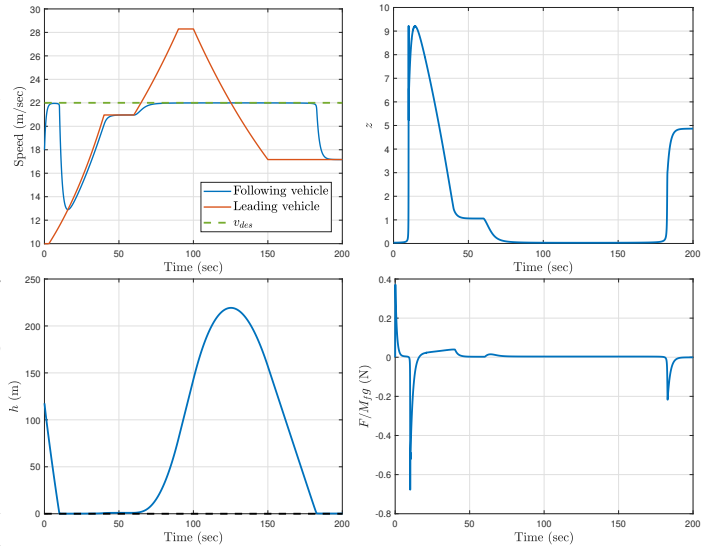 30
28
26
24
22
20
18
16
14
12
10
Speed (m/sec)
0 50 100 150 200
Time (sec)
Following vehicle
Leading vehicle
v_des
10
9
8
7
6
5
4
3
2
1
0
z
0 50 100 150 200
Time (sec)
250
200
150
100
50
0
h (m)
0 50 100 150 200
Time (sec)
0.4
0.2
0
-0.2
-0.4
-0.6
-0.8
F/M_f g (N)
0 50 100 150 200
Time (sec)